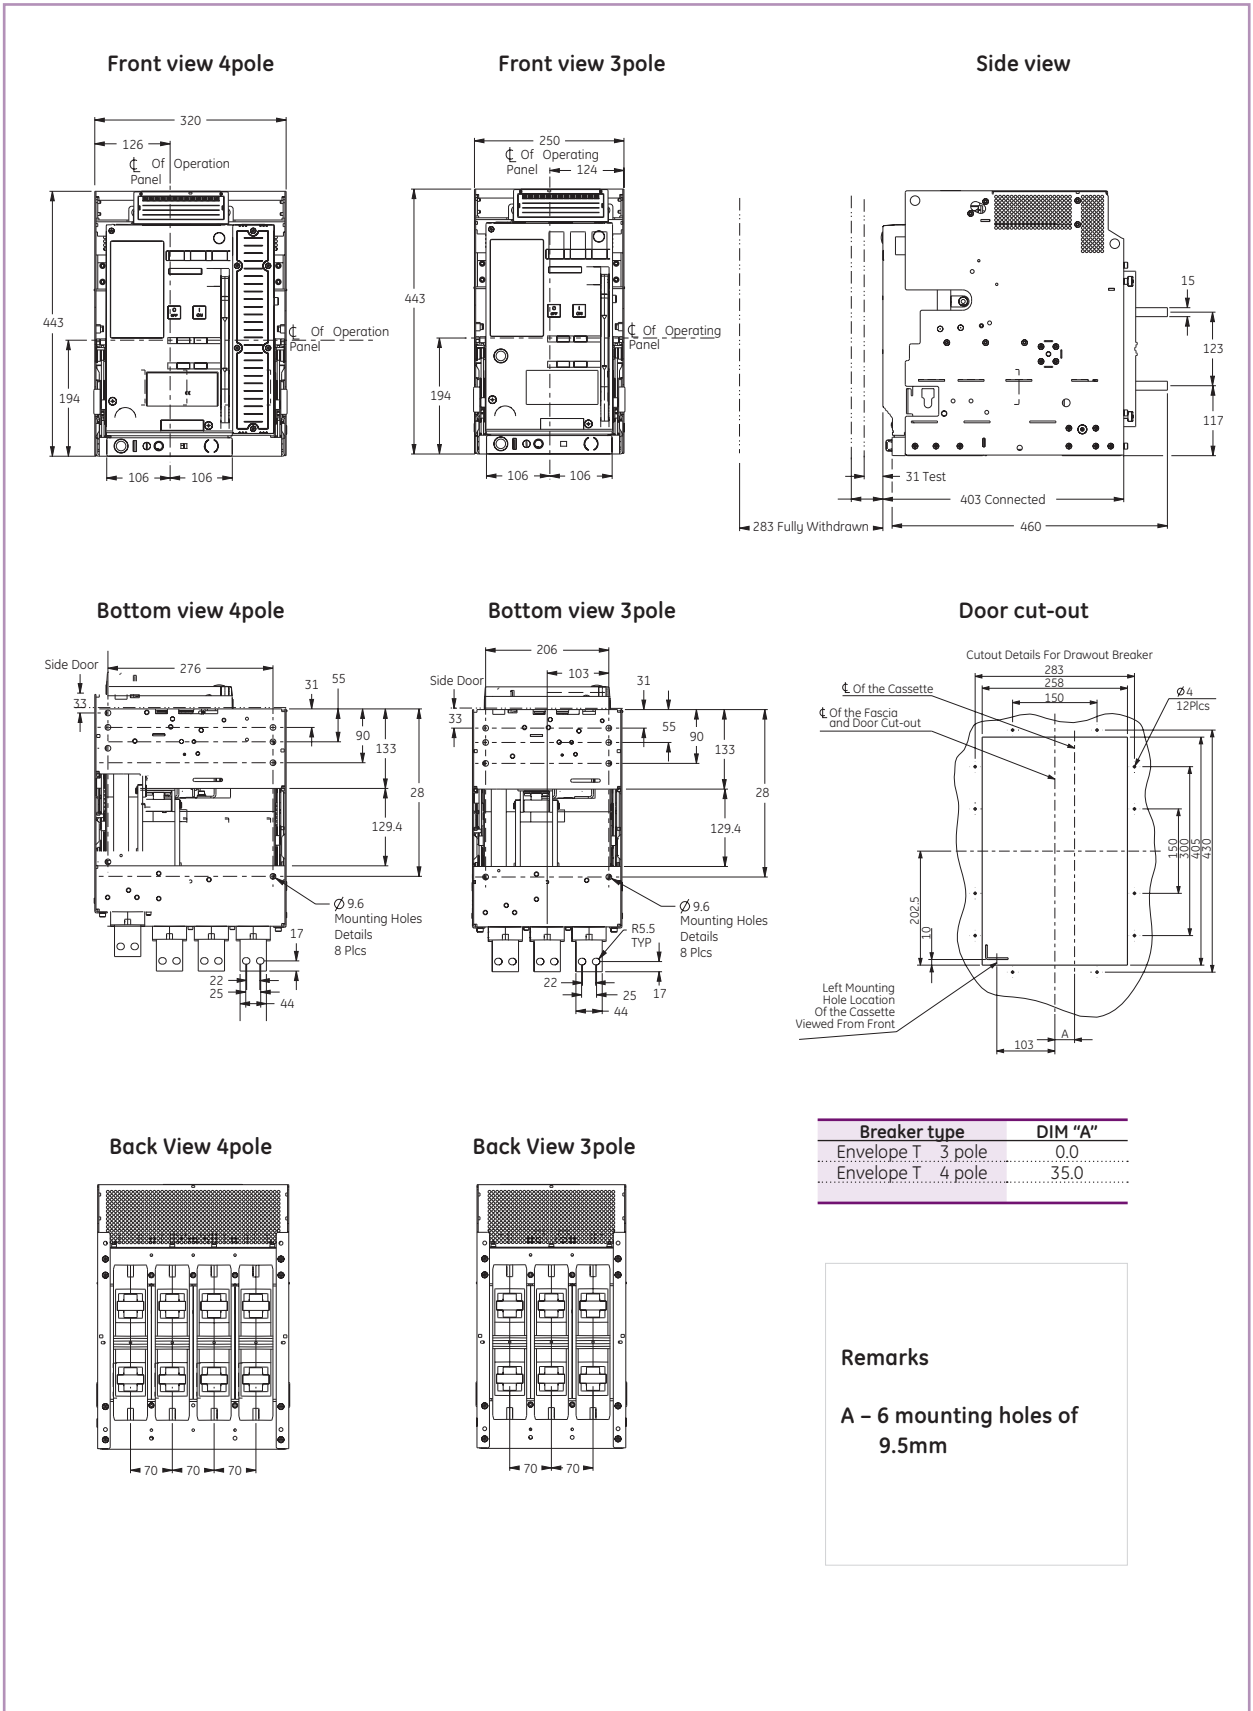 Front view 4pole
Front view 3pole
Side view
320
126
℄ Of Operation
Panel
443
194
℄ Of Operation
Panel
OFF
ON
106
106
250
℄ Of Operating
Panel
124
443
194
℄ Of Operating
Panel
OFF
ON
106
106
15
123
117
31 Test
403 Connected
283 Fully Withdrawn
460
Bottom view 4pole
Bottom view 3pole
Door cut-out
Side Door
33
276
31
55
90
133
28
129.4
Ø 9.6
Mounting Holes
Details
8 Plcs
17
22
25
44
206
103
Side Door
33
31
55
90
133
28
129.4
Ø 9.6
Mounting Holes
Details
8 Plcs
R5.5
TYP
22
25
17
44
Cutout Details For Drawout Breaker
283
258
150
℄ Of the Cassette
℄ Of the Fascia
and Door Cut-out
Ø4
12Plcs
150
300
405
430
202.5
10
Left Mounting
Hole Location
Of the Cassette
Viewed From Front
A
103
Back View 4pole
Back View 3pole
70
70
70
70
70
Breaker type DIM "A"
Envelope T 3 pole 0.0
Envelope T 4 pole 35.0
Remarks
A – 6 mounting holes of
9.5mm